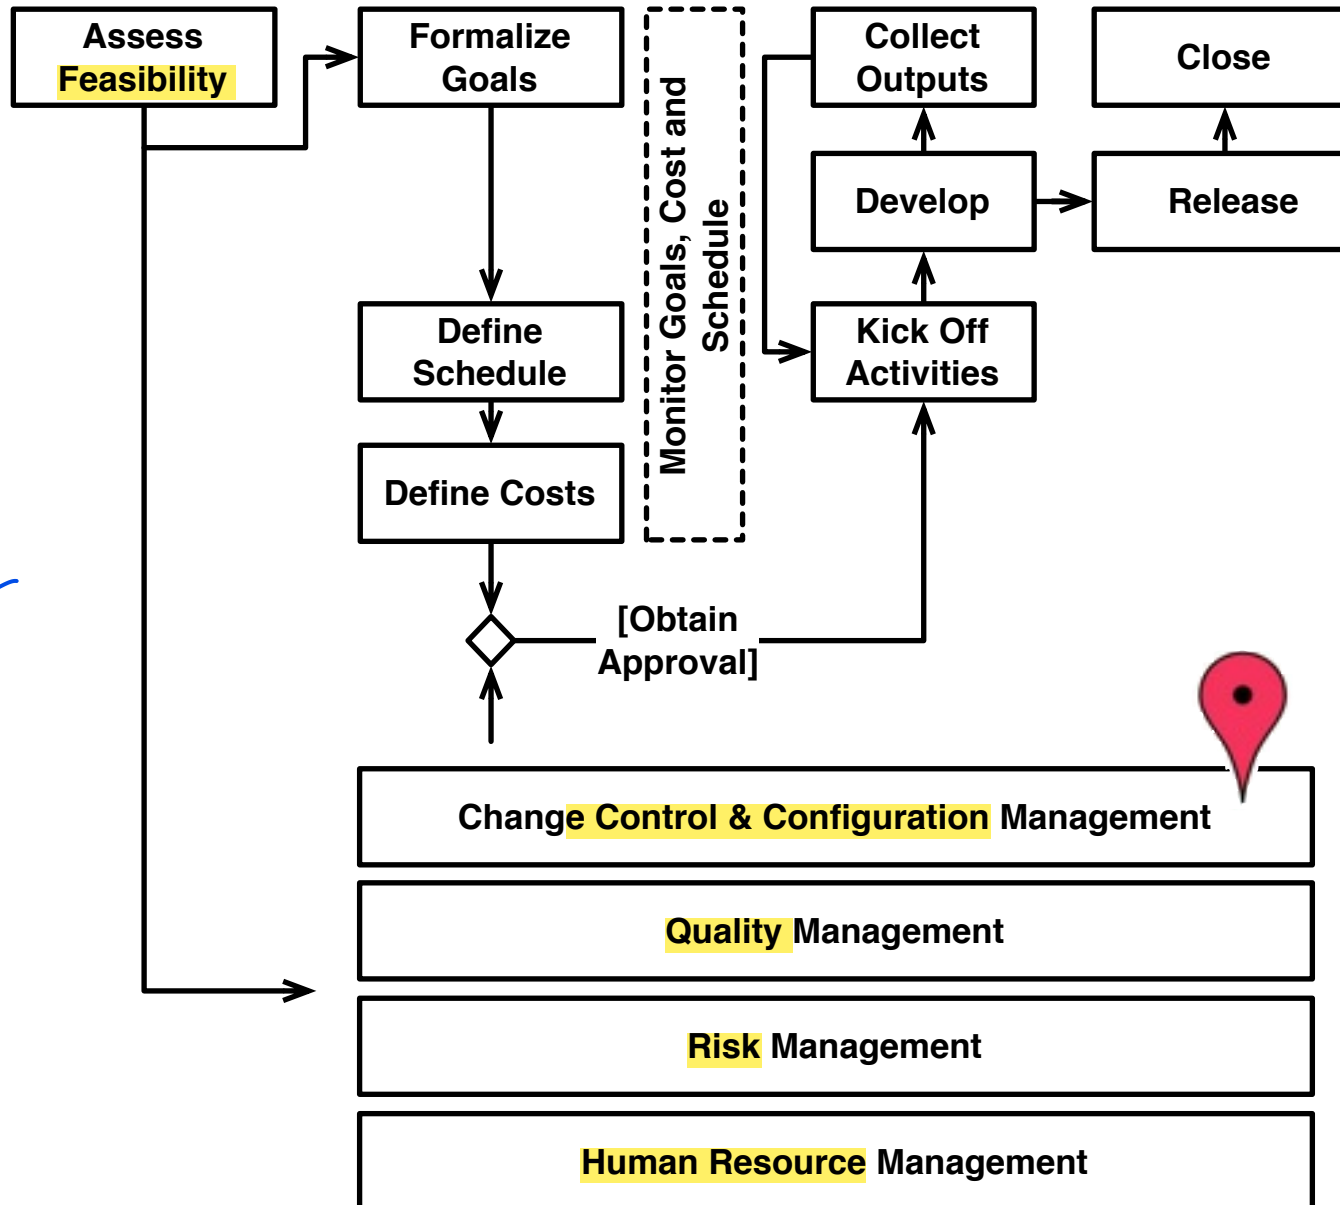 Assess
Feasibility
Formalize
Goals
Monitor Goals, Cost and
Schedule
Collect
Outputs
Close
Develop
Release
Define
Schedule
Kick Off
Activities
Define Costs
[Obtain
Approval]
Change Control & Configuration Management
Quality Management
Risk Management
Human Resource Management